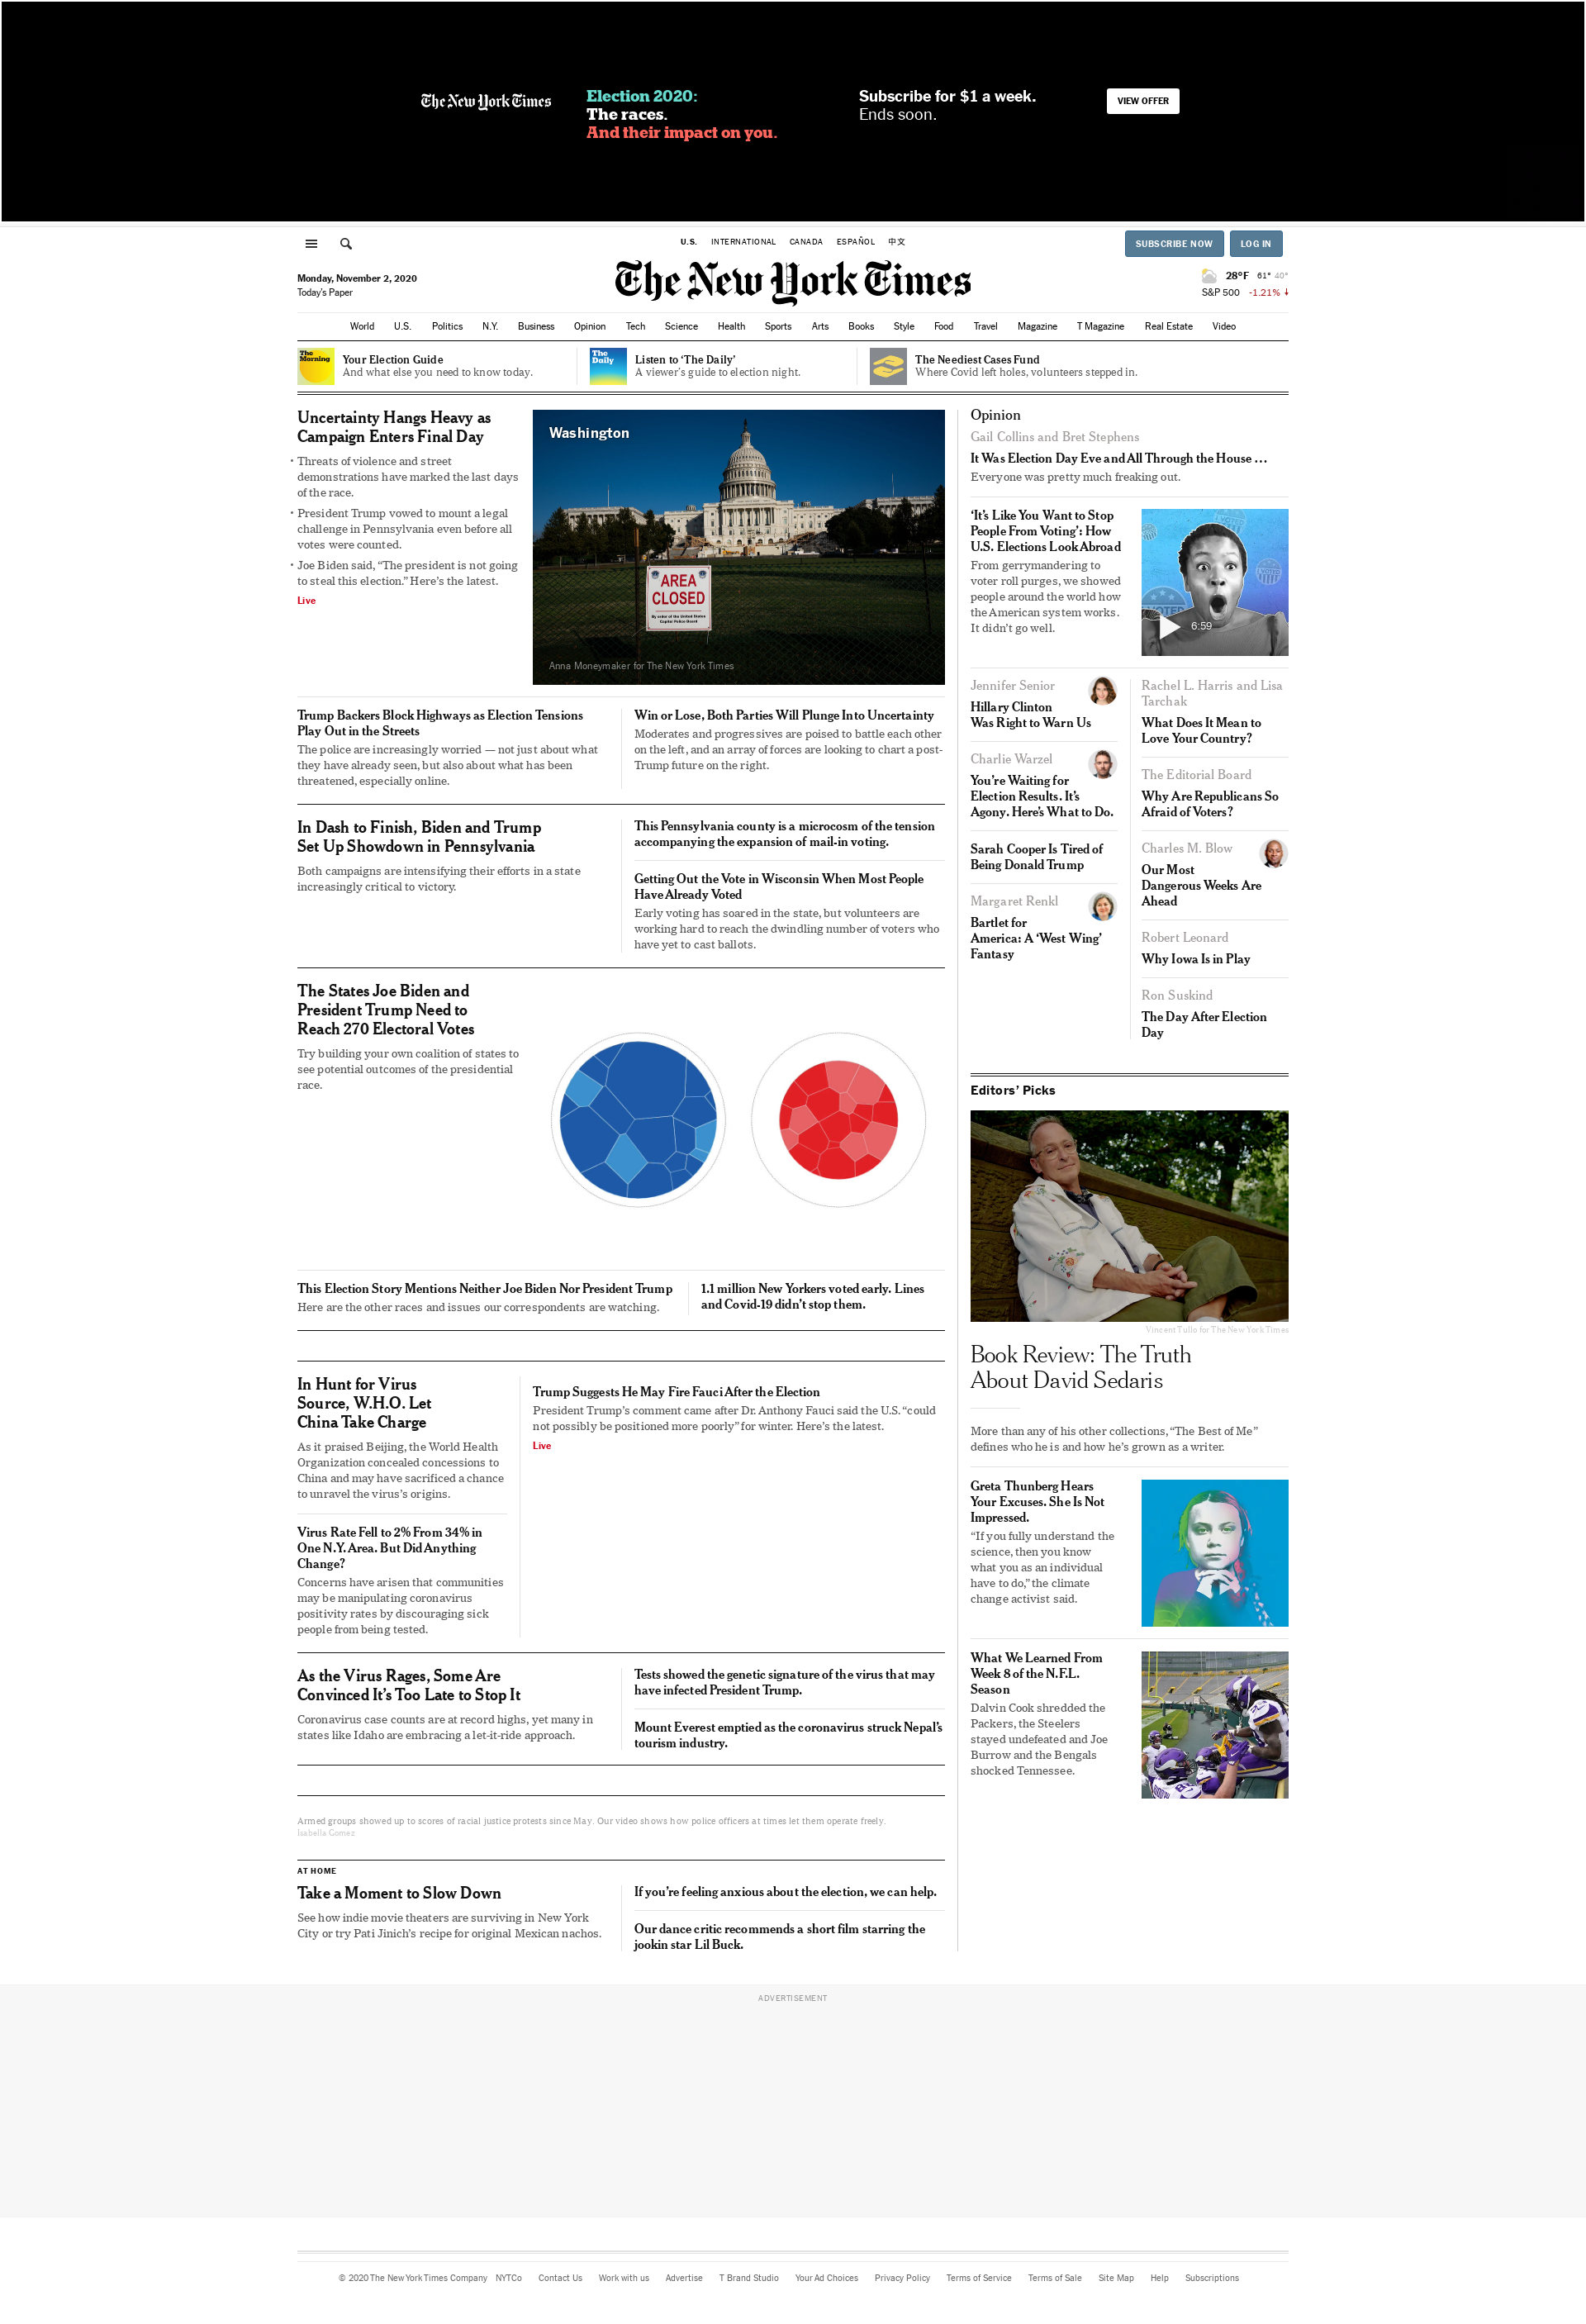 The New York Times
Election 2020:
The races.
And their impact on you.
Subscribe for $1 a week.
Ends soon.
VIEW OFFER
U.S. INTERNATIONAL CANADA ESPAÑOL 中文
SUBSCRIBE NOW LOG IN
Monday, November 2, 2020
Today's Paper
The New York Times
28°F 61° 40°
S&P 500 -1.21%
World U.S. Politics N.Y. Business Opinion Tech Science Health Sports Arts Books Style Food Travel Magazine T Magazine Real Estate Video
The
Morning
Your Election Guide
And what else you need to know today.
The
Daily
Listen to ‘The Daily’
A viewer's guide to election night.
The Neediest Cases Fund
Where Covid left holes, volunteers stepped in.
Uncertainty Hangs Heavy as
Campaign Enters Final Day
• Threats of violence and street
demonstrations have marked the last days
of the race.
• President Trump vowed to mount a legal
challenge in Pennsylvania even before all
votes were counted.
• Joe Biden said, “The president is not going
to steal this election.” Here’s the latest.
Live
Washington
AREA
CLOSED
By order of the United States
Capitol Police Board
Anna Moneymaker for The New York Times
Trump Backers Block Highways as Election Tensions
Play Out in the Streets
The police are increasingly worried — not just about what
they have already seen, but also about what has been
threatened, especially online.
Win or Lose, Both Parties Will Plunge Into Uncertainty
Moderates and progressives are poised to battle each other
on the left, and an array of forces are looking to chart a post-
Trump future on the right.
In Dash to Finish, Biden and Trump
Set Up Showdown in Pennsylvania
Both campaigns are intensifying their efforts in a state
increasingly critical to victory.
This Pennsylvania county is a microcosm of the tension
accompanying the expansion of mail-in voting.
Getting Out the Vote in Wisconsin When Most People
Have Already Voted
Early voting has soared in the state, but volunteers are
working hard to reach the dwindling number of voters who
have yet to cast ballots.
The States Joe Biden and
President Trump Need to
Reach 270 Electoral Votes
Try building your own coalition of states to
see potential outcomes of the presidential
race.
This Election Story Mentions Neither Joe Biden Nor President Trump
Here are the other races and issues our correspondents are watching.
1.1 million New Yorkers voted early. Lines
and Covid-19 didn’t stop them.
In Hunt for Virus
Source, W.H.O. Let
China Take Charge
As it praised Beijing, the World Health
Organization concealed concessions to
China and may have sacrificed a chance
to unravel the virus’s origins.
Virus Rate Fell to 2% From 34% in
One N.Y. Area. But Did Anything
Change?
Concerns have arisen that communities
may be manipulating coronavirus
positivity rates by discouraging sick
people from being tested.
Trump Suggests He May Fire Fauci After the Election
President Trump’s comment came after Dr. Anthony Fauci said the U.S. “could
not possibly be positioned more poorly” for winter. Here’s the latest.
Live
As the Virus Rages, Some Are
Convinced It’s Too Late to Stop It
Coronavirus case counts are at record highs, yet many in
states like Idaho are embracing a let-it-ride approach.
Tests showed the genetic signature of the virus that may
have infected President Trump.
Mount Everest emptied as the coronavirus struck Nepal’s
tourism industry.
Armed groups showed up to scores of racial justice protests since May. Our video shows how police officers at times let them operate freely.
Isabella Gomez
AT HOME
Take a Moment to Slow Down
See how indie movie theaters are surviving in New York
City or try Pati Jinich’s recipe for original Mexican nachos.
If you’re feeling anxious about the election, we can help.
Our dance critic recommends a short film starring the
jookin star Lil Buck.
Opinion
Gail Collins and Bret Stephens
It Was Election Day Eve and All Through the House …
Everyone was pretty much freaking out.
‘It’s Like You Want to Stop
People From Voting’: How
U.S. Elections Look Abroad
From gerrymandering to
voter roll purges, we showed
people around the world how
the American system works.
It didn’t go well.
VOTED
6:59
Jennifer Senior
Hillary Clinton
Was Right to Warn Us
Charlie Warzel
You’re Waiting for
Election Results. It’s
Agony. Here’s What to Do.
Sarah Cooper Is Tired of
Being Donald Trump
Margaret Renkl
Bartlet for
America: A ‘West Wing’
Fantasy
Rachel L. Harris and Lisa
Tarchak
What Does It Mean to
Love Your Country?
The Editorial Board
Why Are Republicans So
Afraid of Voters?
Charles M. Blow
Our Most
Dangerous Weeks Are
Ahead
Robert Leonard
Why Iowa Is in Play
Ron Suskind
The Day After Election
Day
Editors’ Picks
Vincent Tullo for The New York Times
Book Review: The Truth
About David Sedaris
More than any of his other collections, “The Best of Me”
defines who he is and how he’s grown as a writer.
Greta Thunberg Hears
Your Excuses. She Is Not
Impressed.
“If you fully understand the
science, then you know
what you as an individual
have to do,” the climate
change activist said.
What We Learned From
Week 8 of the N.F.L.
Season
Dalvin Cook shredded the
Packers, the Steelers
stayed undefeated and Joe
Burrow and the Bengals
shocked Tennessee.
ADVERTISEMENT
© 2020 The New York Times Company NYTCo Contact Us Work with us Advertise T Brand Studio Your Ad Choices Privacy Policy Terms of Service Terms of Sale Site Map Help Subscriptions